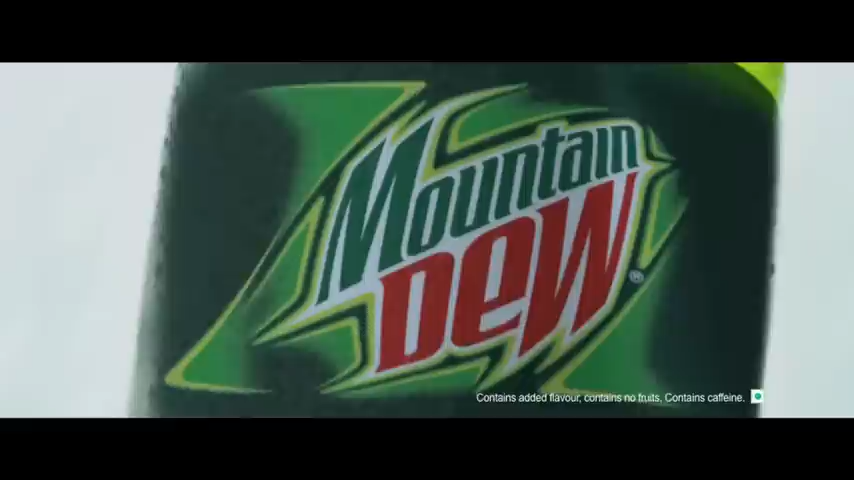 Mountain
Dew®
Contains added flavour, contains no fruits, Contains caffeine.